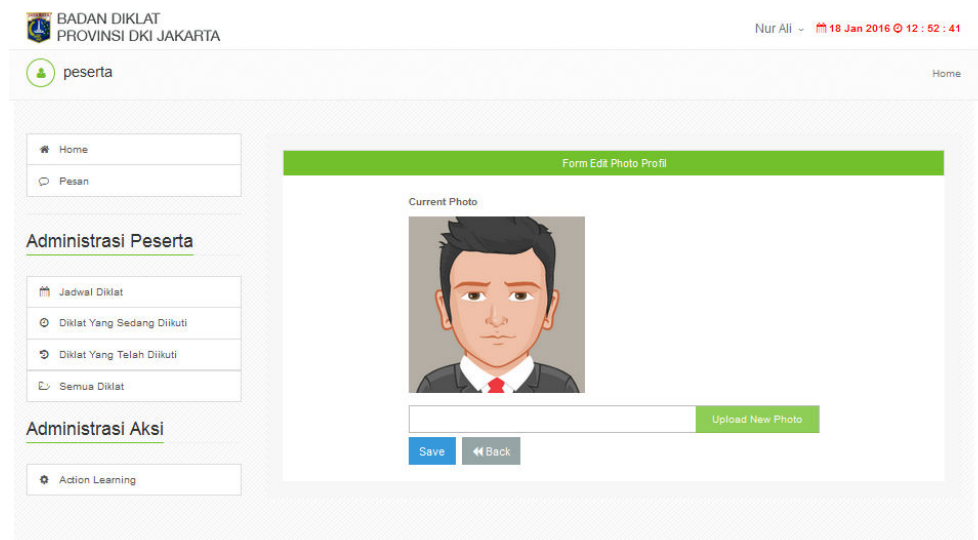 BADAN DIKLAT
PROVINSI DKI JAKARTA
Nur Ali
18 Jan 2016 12 : 52 : 41
peserta
Home
Home
Pesan
Administrasi Peserta
Jadwal Diklat
Diklat Yang Sedang Diikuti
Diklat Yang Telah Diikuti
Semua Diklat
Administrasi Aksi
Action Learning
Form Edit Photo Profil
Current Photo
Upload New Photo
Save
Back